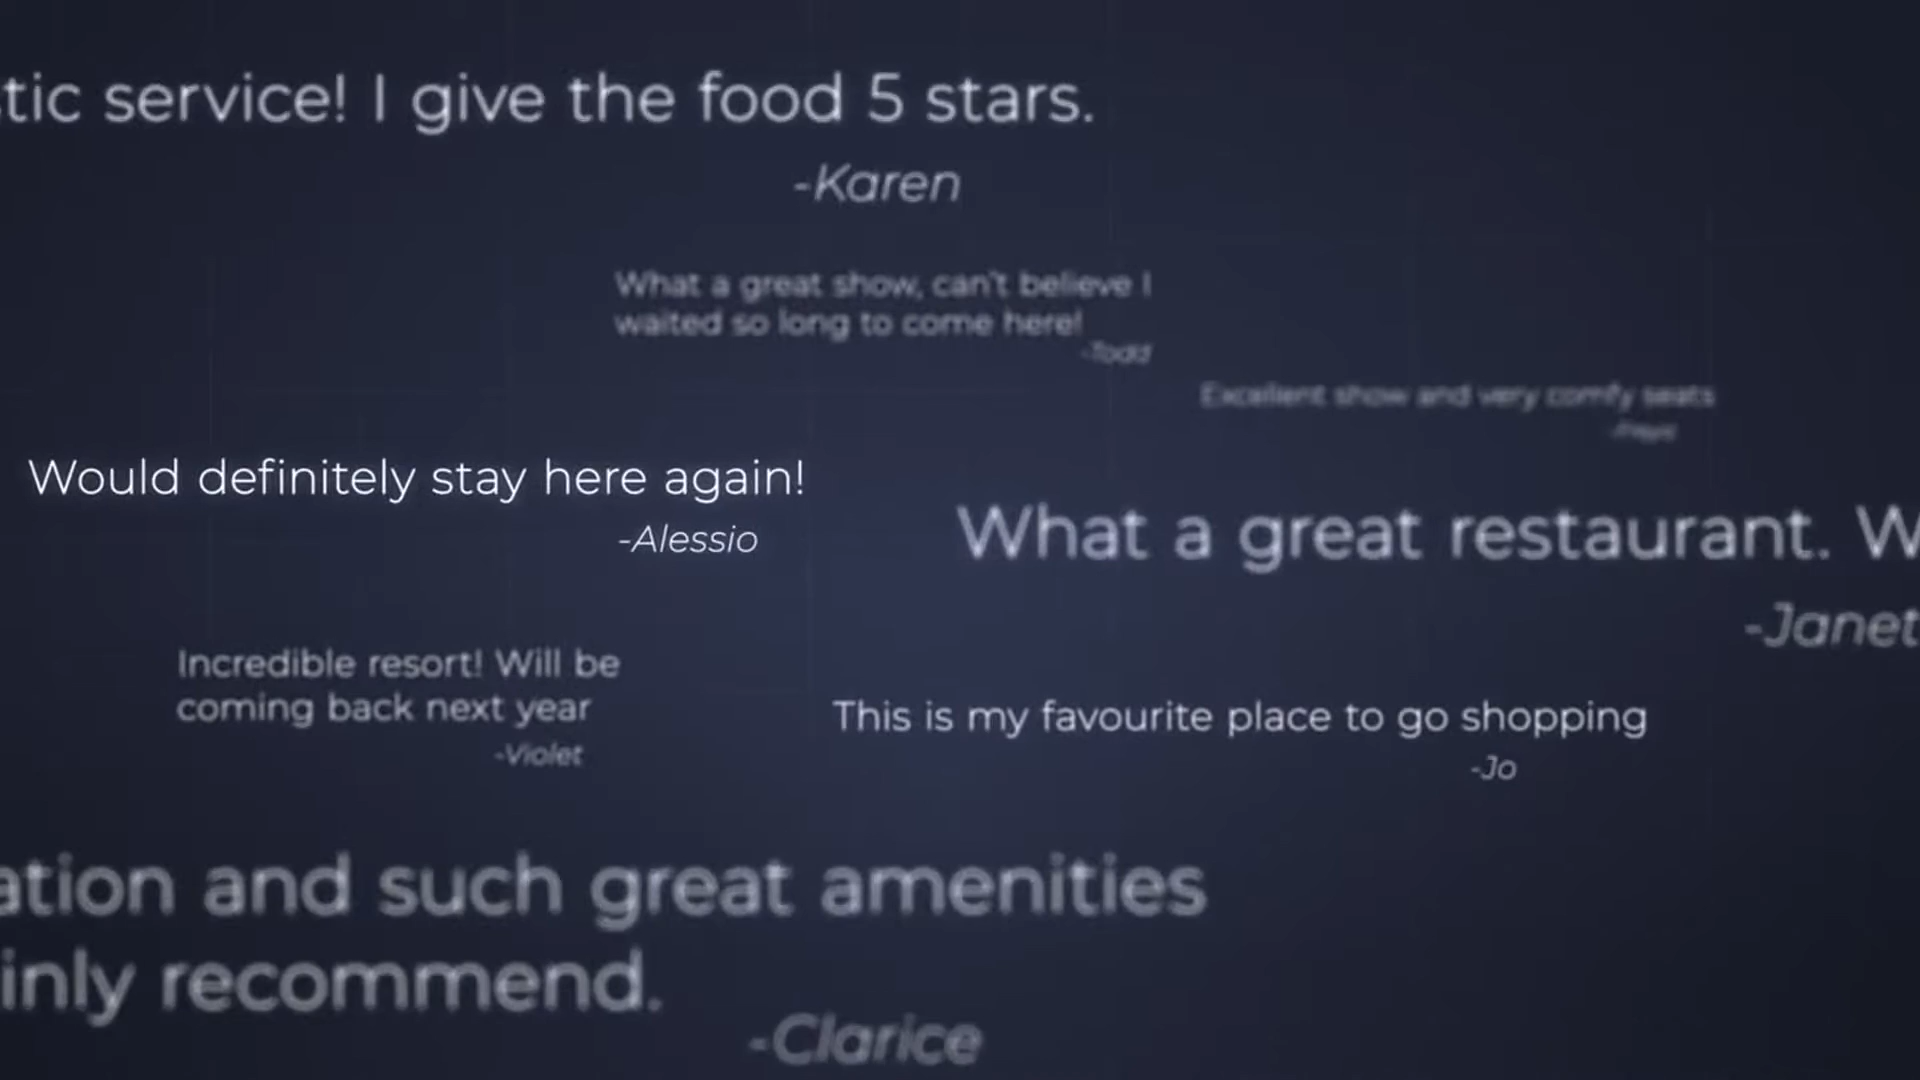 tic service! I give the food 5 stars.
-Karen
What a great show, can't believe I
waited so long to come here!
-Todd
Excellent show and very comfy seats
Would definitely stay here again!
-Alessio
What a great restaurant. W
-Janet
Incredible resort! Will be
coming back next year
-Violet
This is my favourite place to go shopping
-Jo
ation and such great amenities
inly recommend.
-Clarice